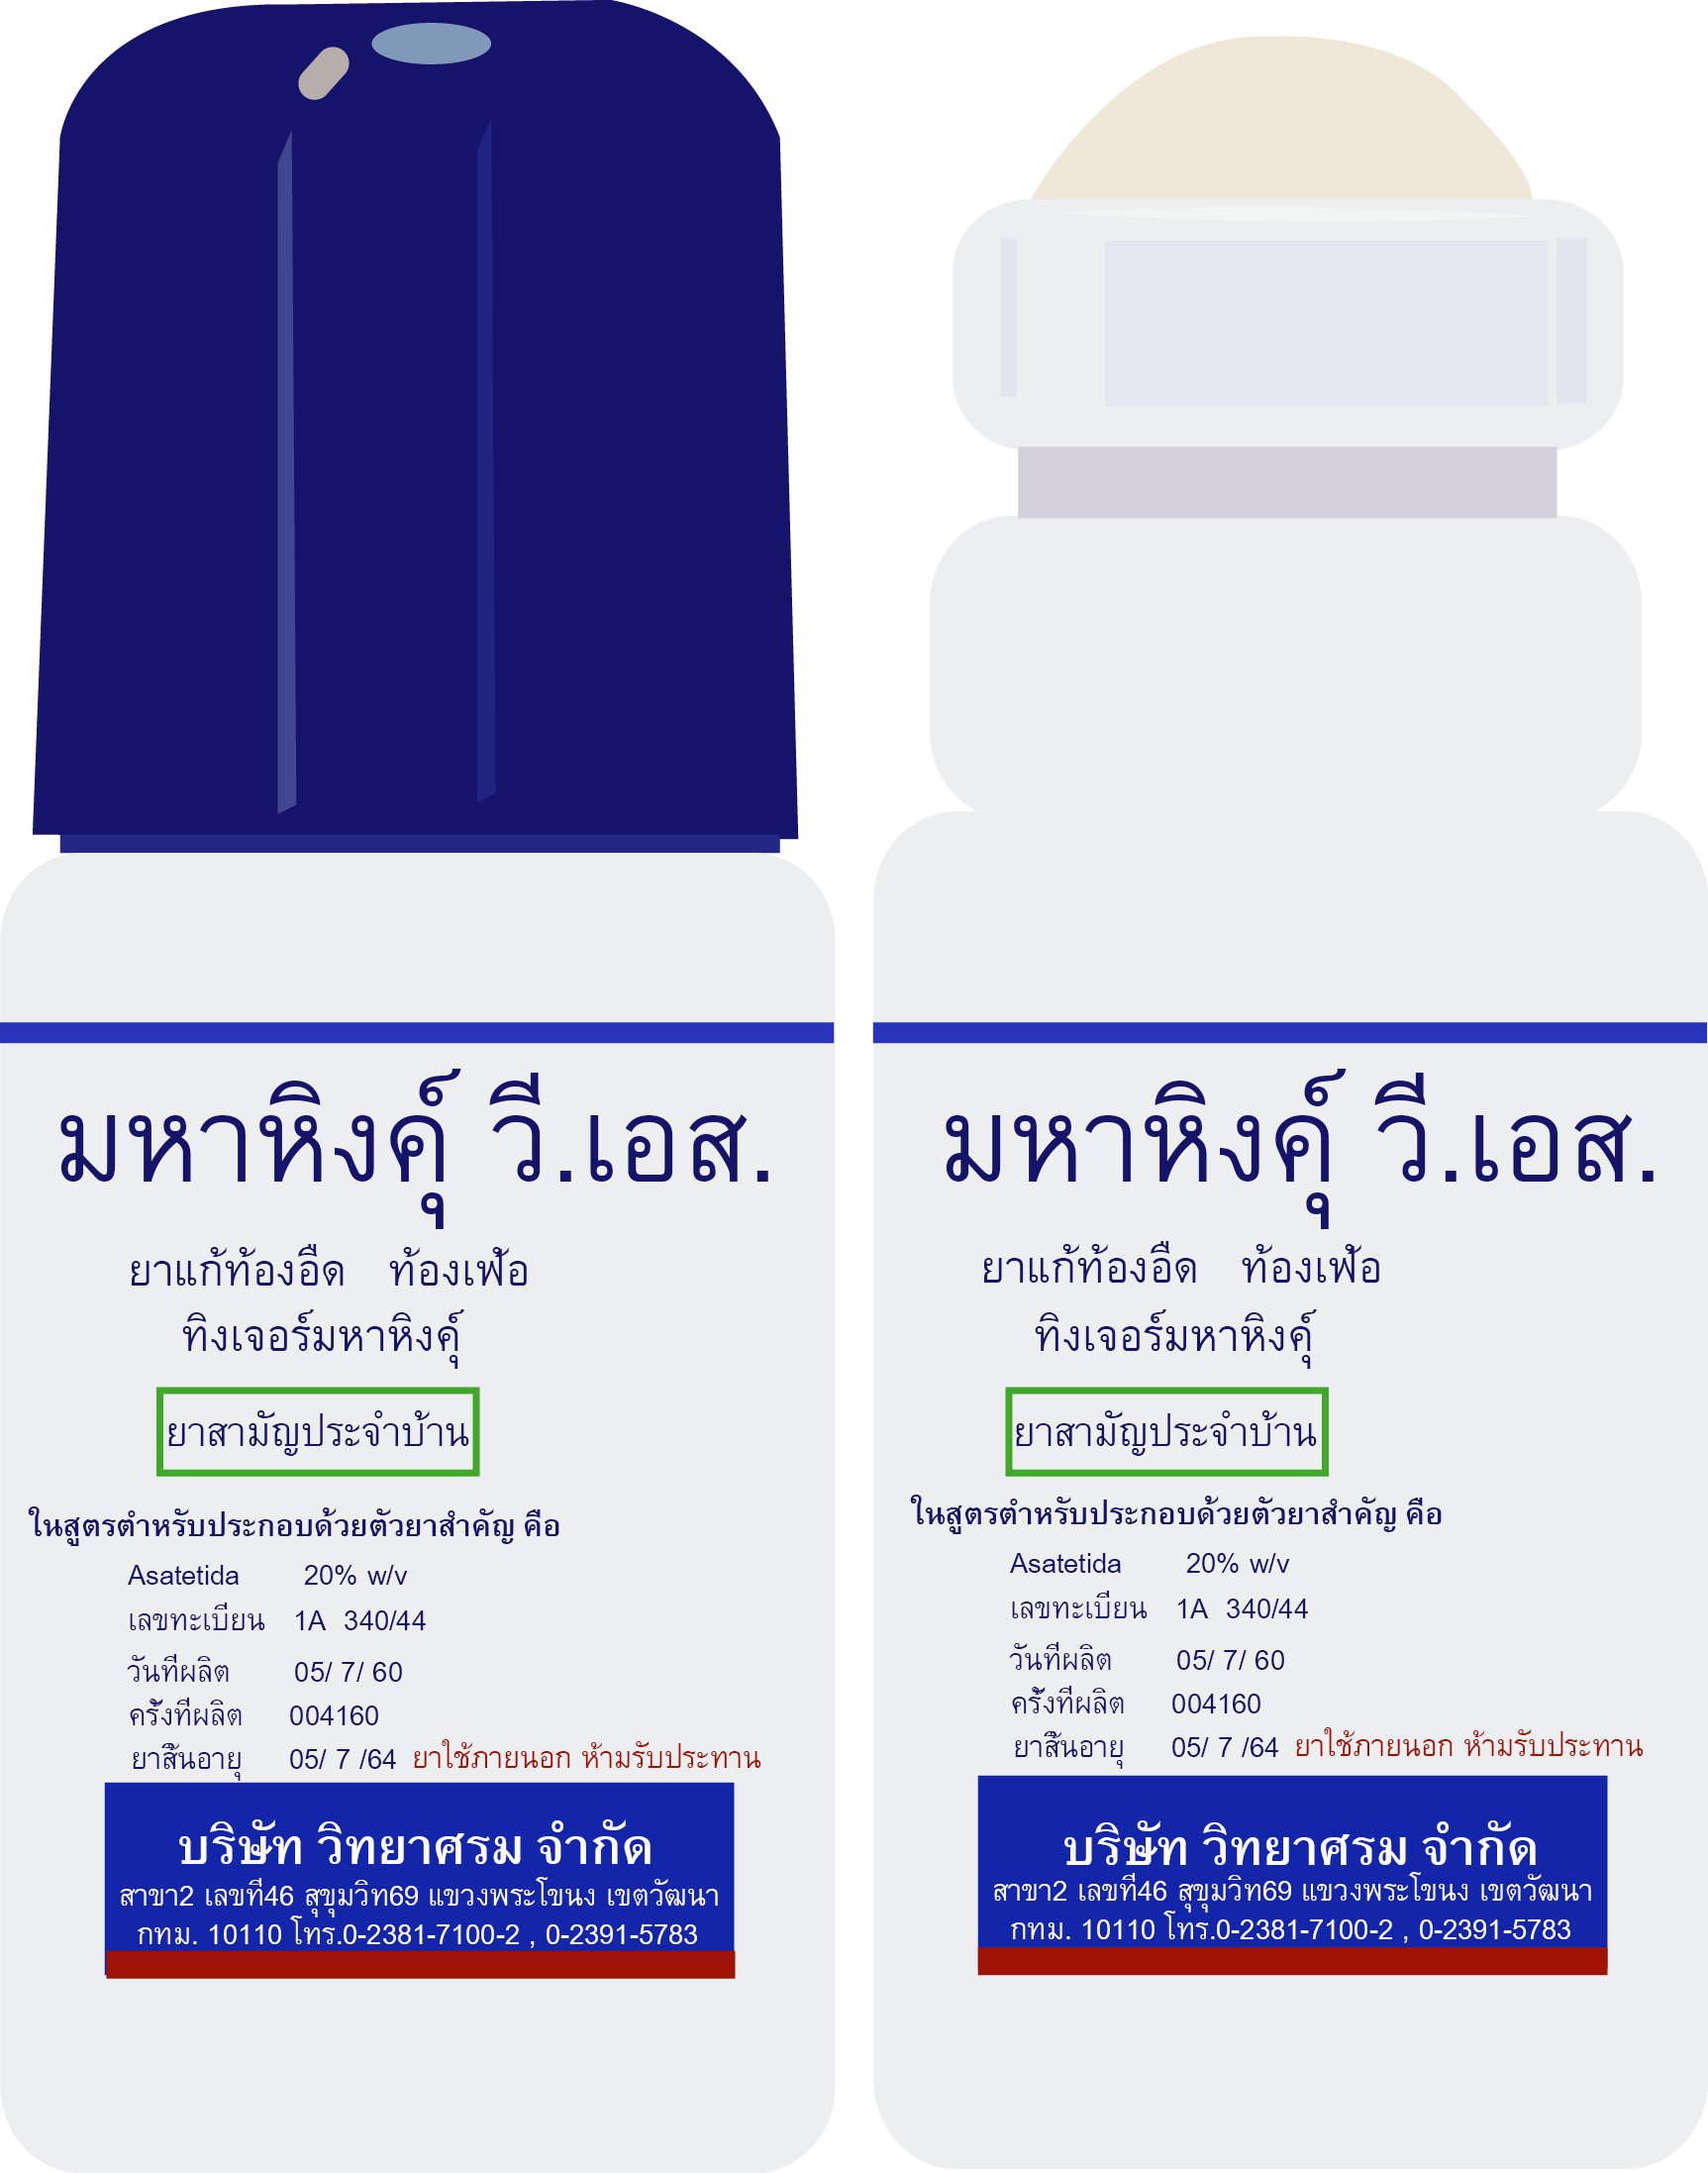 มหาหิงคุ์ วี.เอส.
ยาแก้ท้องอืด ท้องเฟ้อ
ทิงเจอร์มหาหิงคุ์
ยาสามัญประจำบ้าน
ในสูตรตำหรับประกอบด้วยตัวยาสำคัญ คือ
Asatetida 20% w/v
เลขทะเบียน 1A 340/44
วันที่ผลิต 05/ 7/ 60
ครั้งที่ผลิต 004160
ยาสิ้นอายุ 05/ 7 /64 ยาใช้ภายนอก ห้ามรับประทาน
บริษัท วิทยาศรม จำกัด
สาขา2 เลขที่46 สุขุมวิท69 แขวงพระโขนง เขตวัฒนา
กทม. 10110 โทร.0-2381-7100-2 , 0-2391-5783
มหาหิงคุ์ วี.เอส.
ยาแก้ท้องอืด ท้องเฟ้อ
ทิงเจอร์มหาหิงคุ์
ยาสามัญประจำบ้าน
ในสูตรตำหรับประกอบด้วยตัวยาสำคัญ คือ
Asatetida 20% w/v
เลขทะเบียน 1A 340/44
วันที่ผลิต 05/ 7/ 60
ครั้งที่ผลิต 004160
ยาสิ้นอายุ 05/ 7 /64 ยาใช้ภายนอก ห้ามรับประทาน
บริษัท วิทยาศรม จำกัด
สาขา2 เลขที่46 สุขุมวิท69 แขวงพระโขนง เขตวัฒนา
กทม. 10110 โทร.0-2381-7100-2 , 0-2391-5783